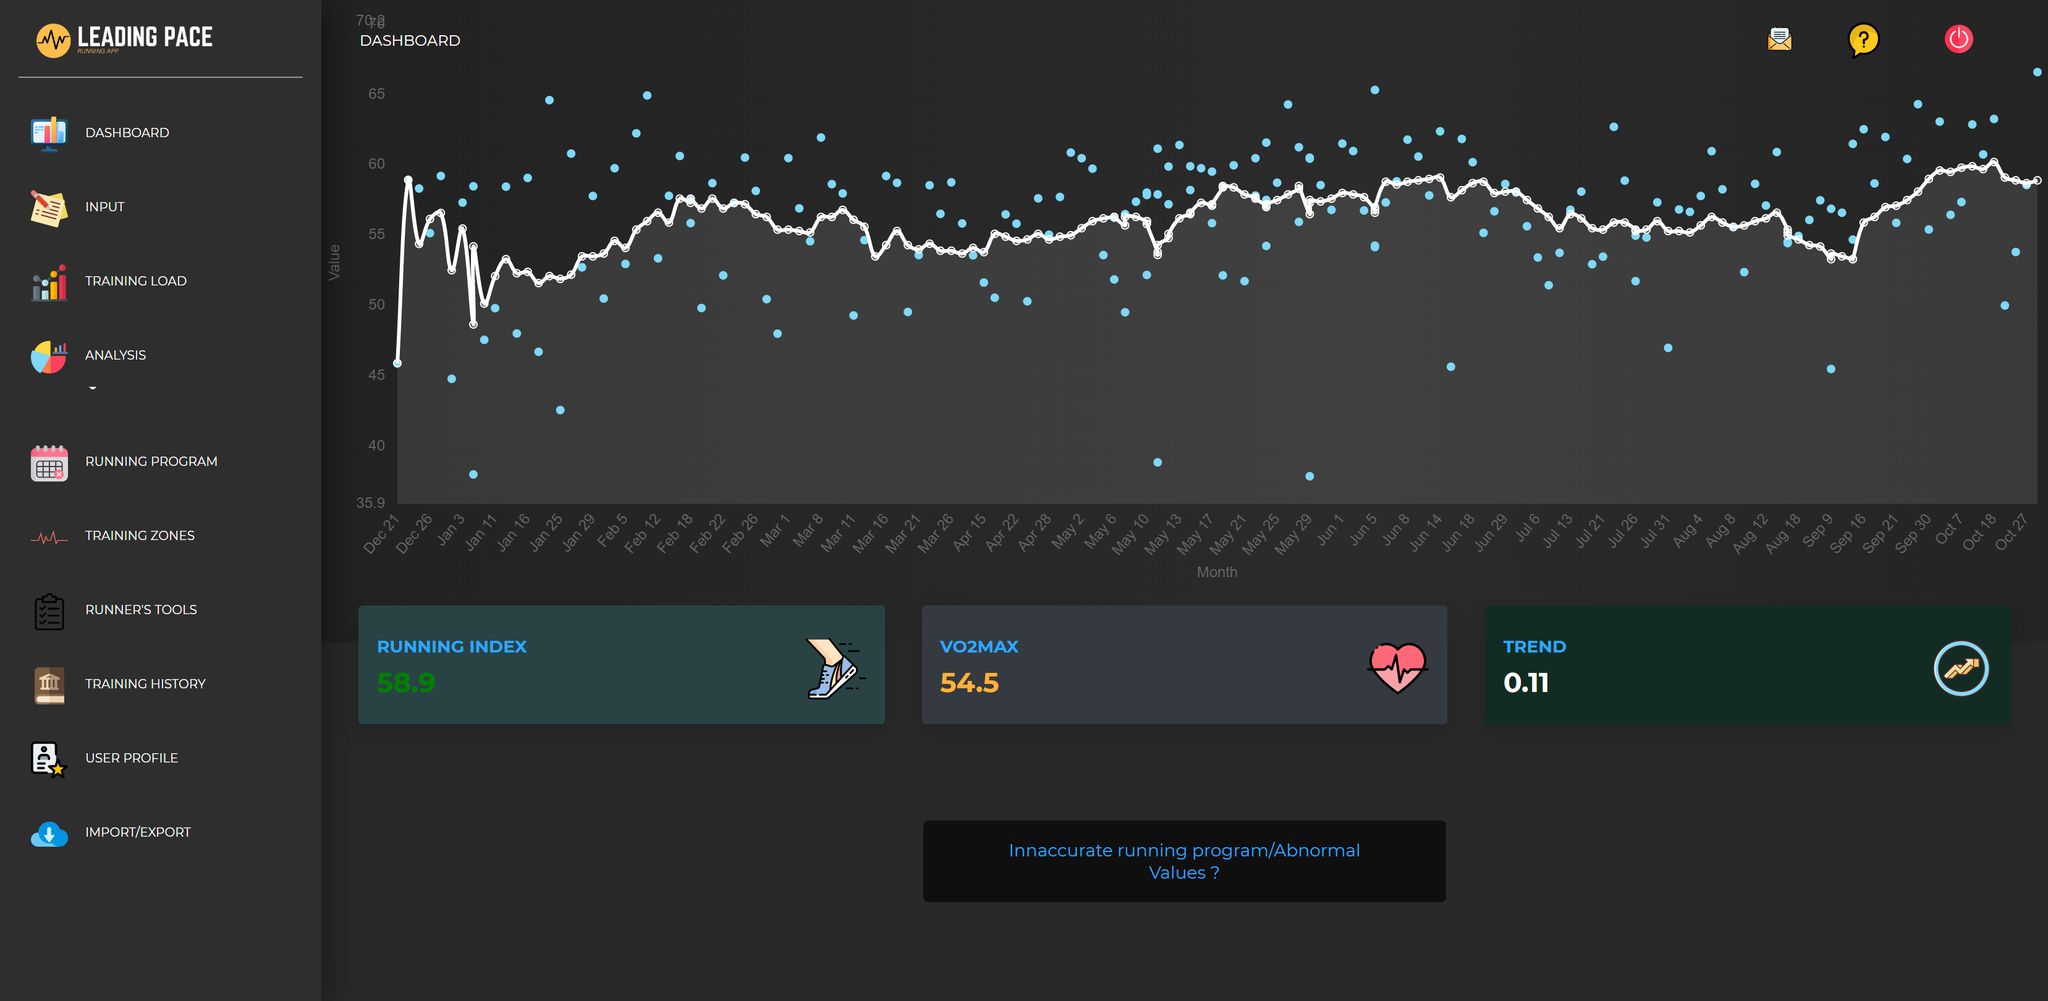 LEADING PACE
RUNNING APP
DASHBOARD
INPUT
TRAINING LOAD
ANALYSIS
RUNNING PROGRAM
TRAINING ZONES
RUNNER'S TOOLS
TRAINING HISTORY
USER PROFILE
IMPORT/EXPORT
70.2
70
DASHBOARD
65
60
55
50
45
40
35.9
Value
Dec 21
Dec 26
Jan 3
Jan 11
Jan 16
Jan 25
Jan 29
Feb 5
Feb 12
Feb 18
Feb 22
Feb 26
Mar 1
Mar 8
Mar 11
Mar 16
Mar 21
Mar 26
Apr 15
Apr 22
Apr 28
May 2
May 6
May 10
May 13
May 17
May 21
May 25
May 29
Jun 1
Jun 5
Jun 8
Jun 14
Jun 18
Jun 29
Jul 6
Jul 13
Jul 21
Jul 26
Jul 31
Aug 4
Aug 8
Aug 12
Aug 18
Sep 9
Sep 16
Sep 21
Sep 30
Oct 7
Oct 18
Oct 27
Month
RUNNING INDEX
58.9
VO2MAX
54.5
TREND
0.11
Innaccurate running program/Abnormal
Values ?